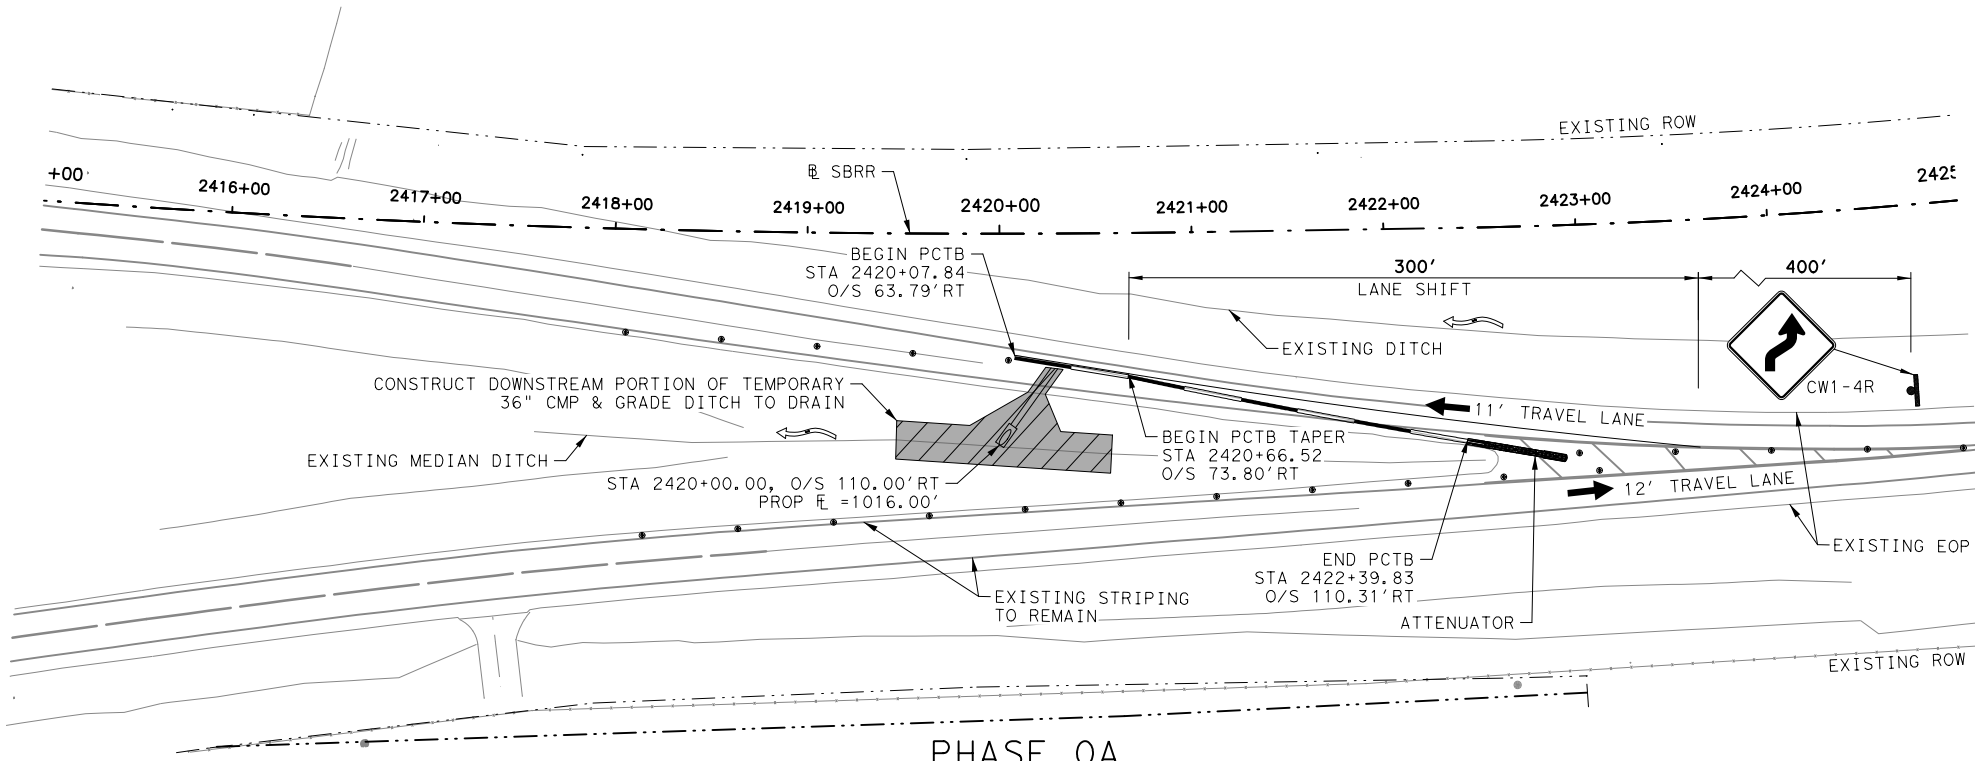 EXISTING ROW
+00
2416+00
2417+00
2418+00
2419+00
2420+00
2421+00
2422+00
2423+00
2424+00
℄ SBRR
BEGIN PCTB
STA 2420+07.84
O/S 63.79'RT
300'
LANE SHIFT
400'
EXISTING DITCH
CW1-4R
CONSTRUCT DOWNSTREAM PORTION OF TEMPORARY
36" CMP & GRADE DITCH TO DRAIN
11' TRAVEL LANE
BEGIN PCTB TAPER
STA 2420+66.52
O/S 73.80'RT
EXISTING MEDIAN DITCH
STA 2420+00.00, O/S 110.00'RT
PROP FL =1016.00'
12' TRAVEL LANE
EXISTING EOP
END PCTB
STA 2422+39.83
O/S 110.31'RT
EXISTING STRIPING
TO REMAIN
ATTENUATOR
EXISTING ROW
PHASE 0A